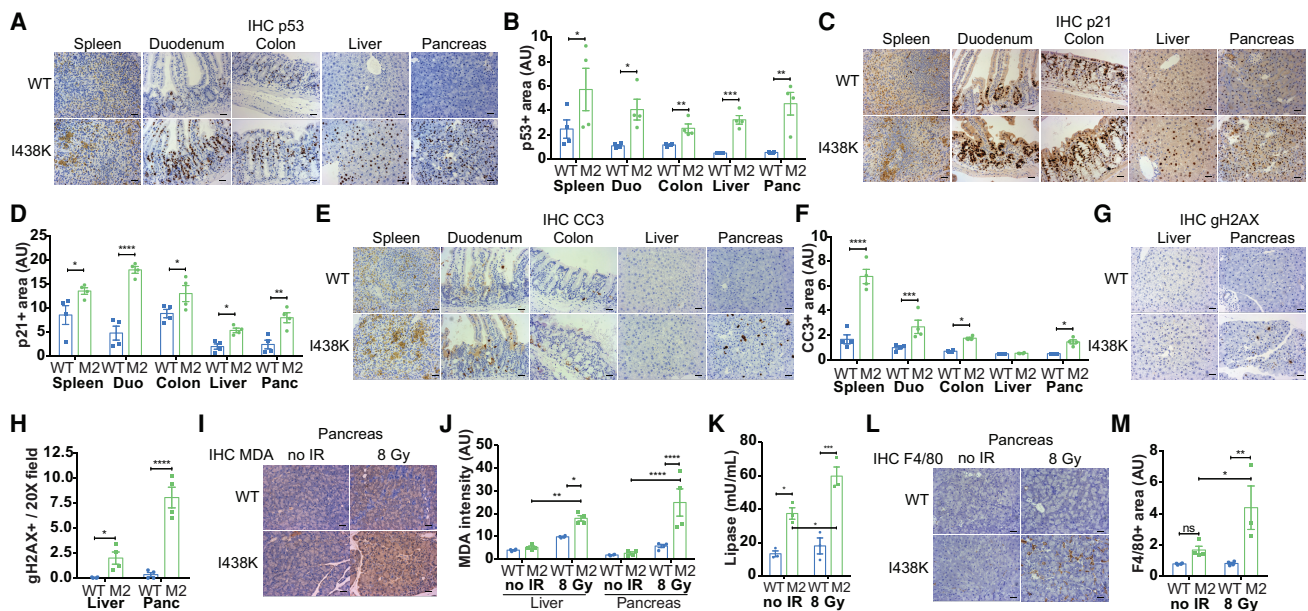 A
IHC p53
Spleen Duodenum Colon Liver Pancreas
WT
I438K
B
p53+ area (AU)
10
8
6
4
2
0
* * ** *** **
WT M2 WT M2 WT M2 WT M2 WT M2
Spleen Duo Colon Liver Panc
C
IHC p21
Spleen Duodenum Colon Liver Pancreas
WT
I438K
D
p21+ area (AU)
25
20
15
10
5
0
* **** * * **
WT M2 WT M2 WT M2 WT M2 WT M2
Spleen Duo Colon Liver Panc
E
IHC CC3
Spleen Duodenum Colon Liver Pancreas
WT
I438K
F
CC3+ area (AU)
10
8
6
4
2
0
**** *** * *
WT M2 WT M2 WT M2 WT M2 WT M2
Spleen Duo Colon Liver Panc
G
IHC gH2AX
Liver Pancreas
WT
I438K
H
gH2AX+ / 20X field
12.5
10.0
7.5
5.0
2.5
0.0
* ****
WT M2 WT M2
Liver Panc
I
Pancreas
IHC MDA no IR 8 Gy
WT
I438K
J
MDA intensity (AU)
50
40
30
20
10
0
** * **** ****
WT M2 WT M2 WT M2 WT M2
no IR 8 Gy no IR 8 Gy
Liver Pancreas
K
Lipase (mU/mL)
80
60
40
20
0
* * ***
WT M2 WT M2
no IR 8 Gy
L
Pancreas
IHC F4/80 no IR 8 Gy
WT
I438K
M
F4/80+ area (AU)
8
6
4
2
0
ns * **
WT M2 WT M2
no IR 8 Gy